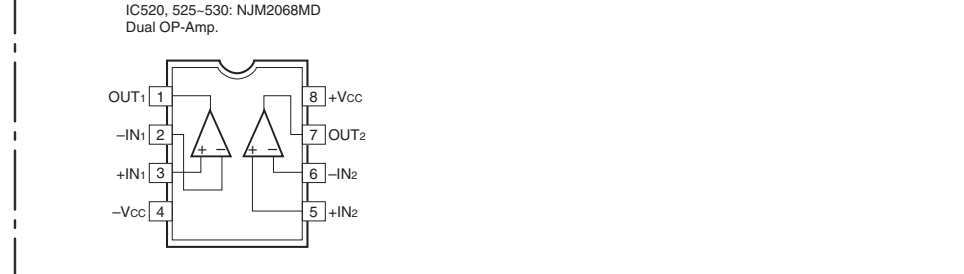 IC520, 525~530: NJM2068MD
Dual OP-Amp.
OUT1 1 8 +VCC
–IN1 2 7 OUT2
+ – + –
+IN1 3 6 –IN2
–VCC 4 5 +IN2